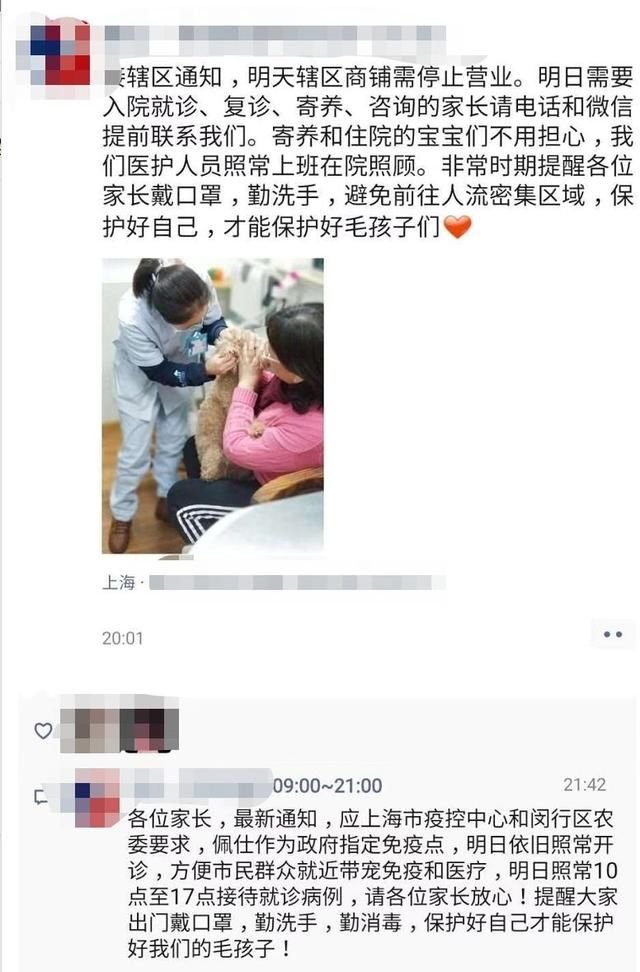 接辖区通知，明天辖区商铺需停止营业。明日需要
入院就诊、复诊、寄养、咨询的家长请电话和微信
提前联系我们。寄养和住院的宝宝们不用担心，我
们医护人员照常上班在院照顾。非常时期提醒各位
家长戴口罩，勤洗手，避免前往人流密集区域，保
护好自己，才能保护好毛孩子们❤
上海·
20:01
09:00~21:00
21:42
各位家长，最新通知，应上海市疫控中心和闵行区农
委要求，佩仕作为政府指定免疫点，明日依旧照常开
诊，方便市民群众就近带宠免疫和医疗，明日照常10
点至17点接待就诊病例，请各位家长放心！提醒大家
出门戴口罩，勤洗手，勤消毒，保护好自己才能保护
好我们的毛孩子！